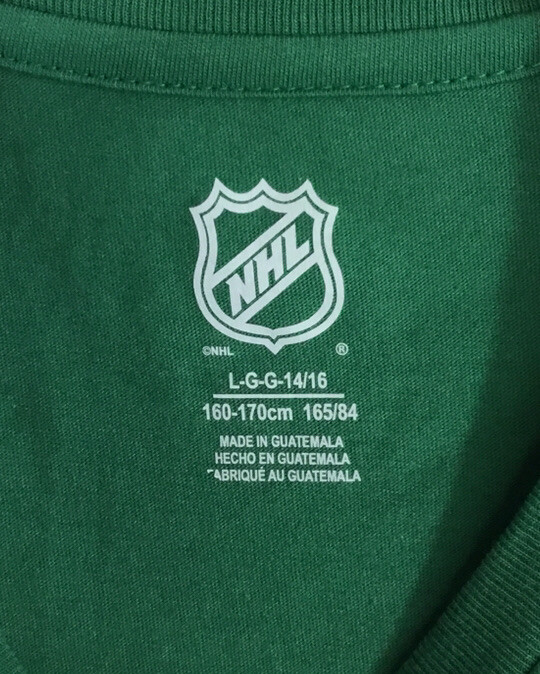 NHL
©NHL ®
L-G-G-14/16
160-170cm 165/84
MADE IN GUATEMALA
HECHO EN GUATEMALA
FABRIQUÉ AU GUATEMALA